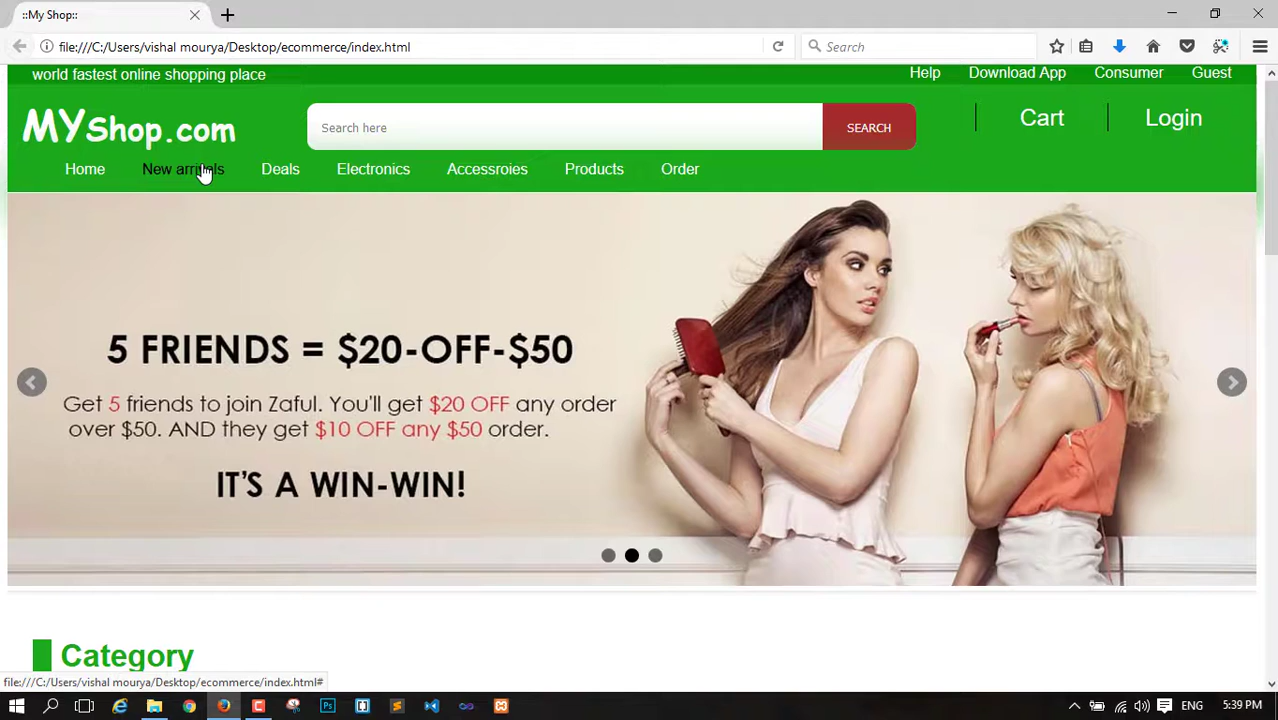 ::My Shop::
file:///C:/Users/vishal mourya/Desktop/ecommerce/index.html
Search
world fastest online shopping place
Help Download App Consumer Guest
MYShop.com
Search here
SEARCH
Cart
Login
Home New arrivals Deals Electronics Accessroies Products Order
5 FRIENDS = $20-OFF-$50
Get 5 friends to join Zaful. You'll get $20 OFF any order
over $50. AND they get $10 OFF any $50 order.
IT'S A WIN-WIN!
Category
file:///C:/Users/vishal mourya/Desktop/ecommerce/index.html#
ENG
5:39 PM